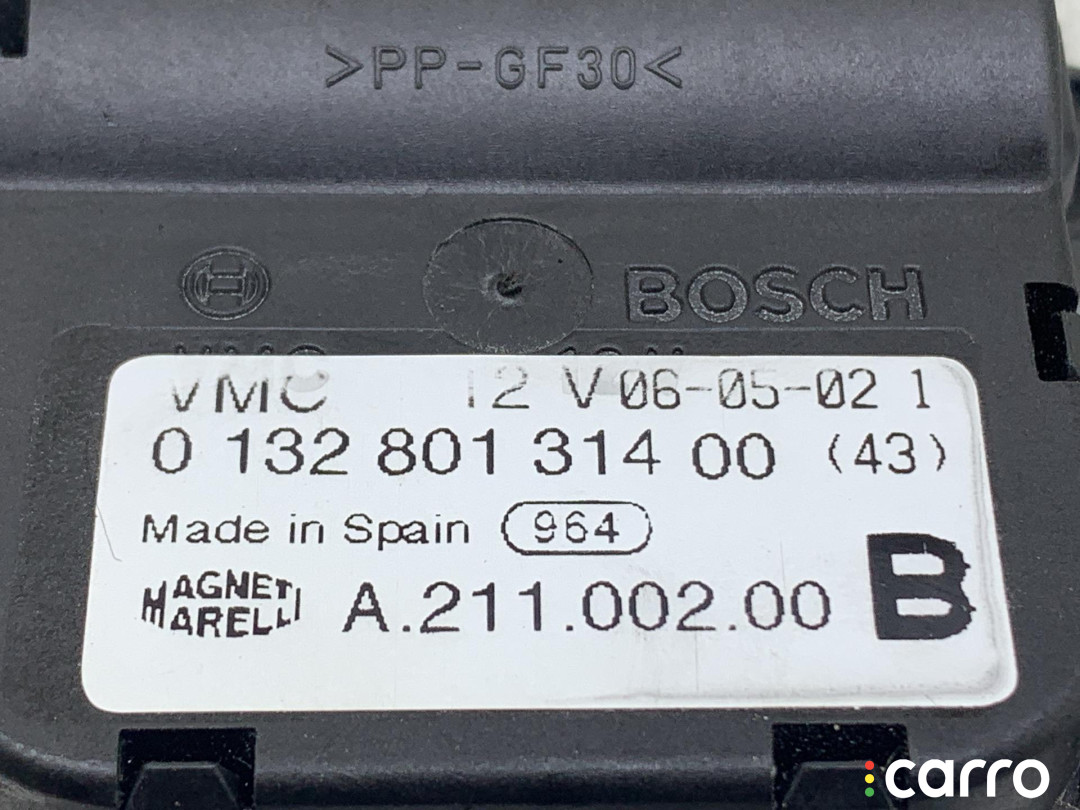 >PP-GF30<
BOSCH
VMC 12 V 06-05-02 1
0 132 801 314 00 (43)
Made in Spain 964
MAGNETI MARELLI A.211.002.00 B
carro